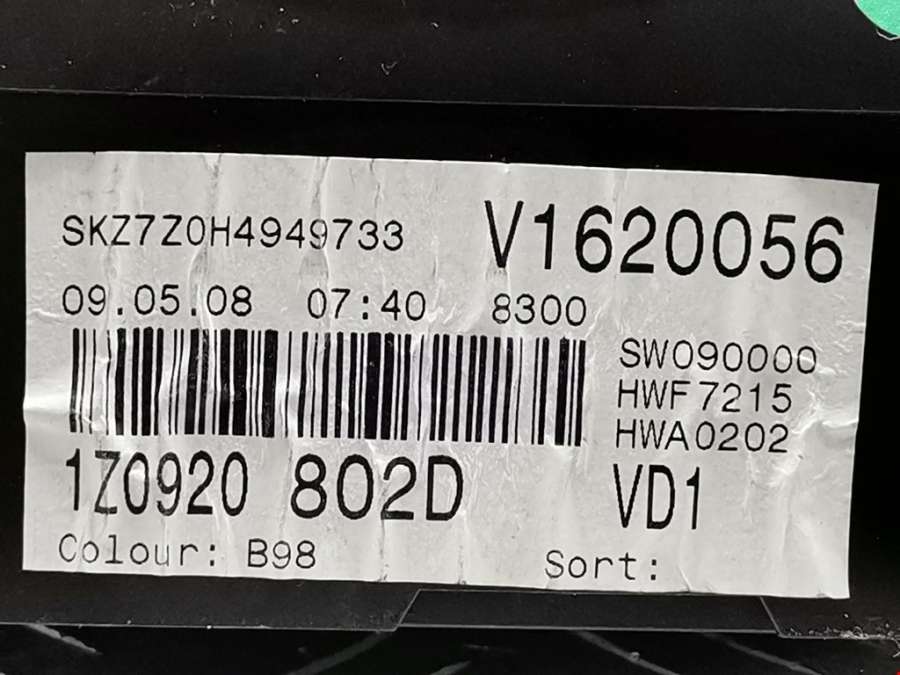 SKZ7Z0H4949733 V1620056
09.05.08 07:40 8300
SW090000
HWF7215
HWA0202
1Z0920 802D VD1
Colour: B98 Sort: